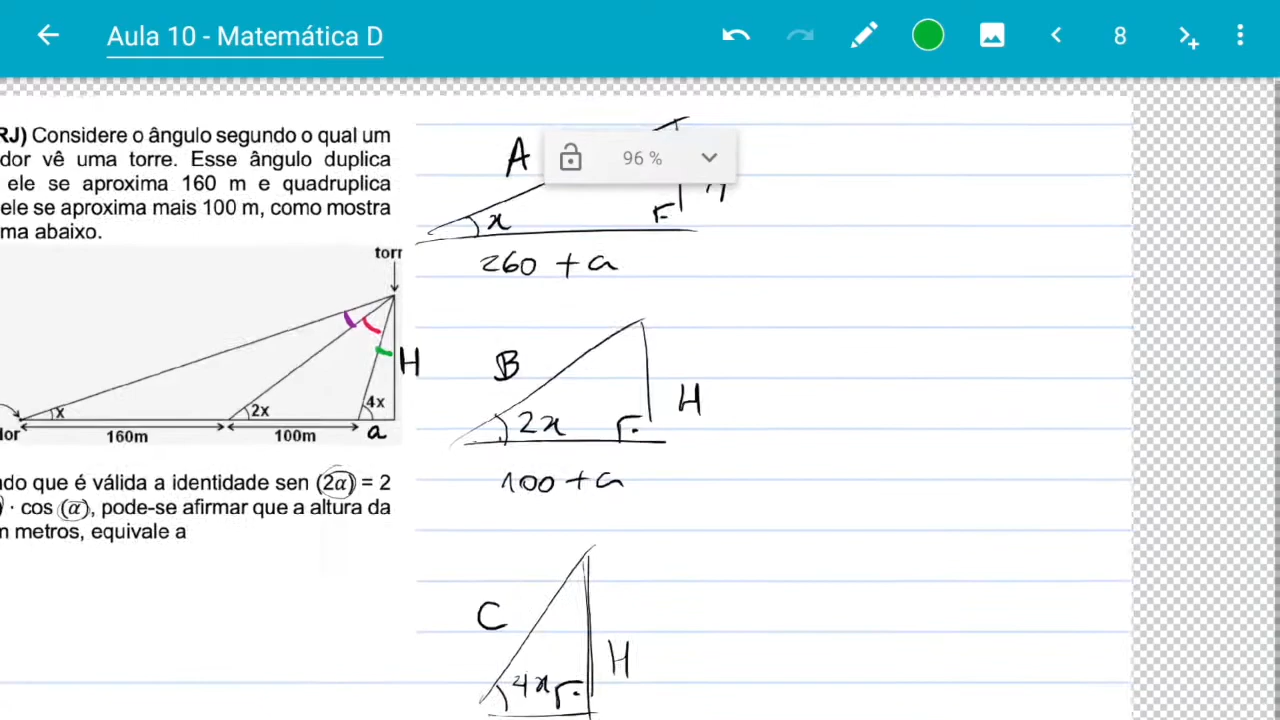 Aula 10 - Matemática D
8
96 %
RJ) Considere o ângulo segundo o qual um
dor vê uma torre. Esse ângulo duplica
ele se aproxima 160 m e quadruplica
ele se aproxima mais 100 m, como mostra
ma abaixo.
torr
H
x
2x
4x
dor
160m
100m
a
ndo que é válida a identidade sen (2α) = 2
) · cos (α), pode-se afirmar que a altura da
m metros, equivale a
A
x
260 + a
B
2x
H
100 + a
C
4x
H